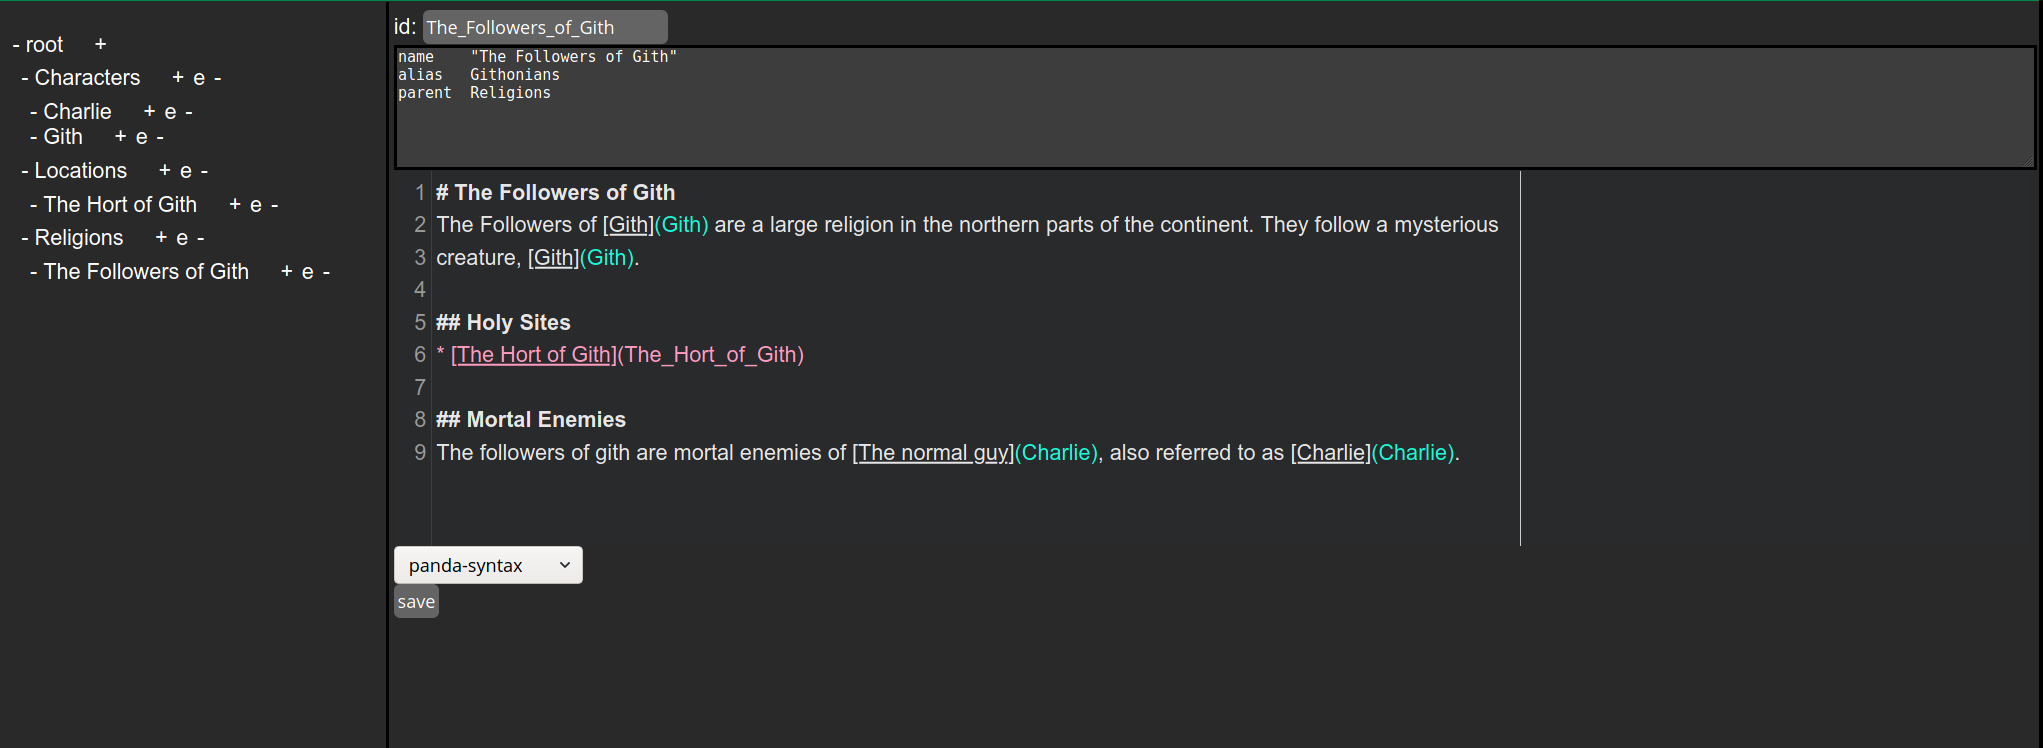 - root + 
- Characters + e -
- Charlie + e -
- Gith + e -
- Locations + e -
- The Hort of Gith + e -
- Religions + e -
- The Followers of Gith + e -
id: The_Followers_of_Gith
name "The Followers of Gith"
alias Githonians
parent Religions
1 # The Followers of Gith
2 The Followers of [Gith](Gith) are a large religion in the northern parts of the continent. They follow a mysterious
3 creature, [Gith](Gith).
4
5 ## Holy Sites
6 * [The Hort of Gith](The_Hort_of_Gith)
7
8 ## Mortal Enemies
9 The followers of gith are mortal enemies of [The normal guy](Charlie), also referred to as [Charlie](Charlie).
panda-syntax
save